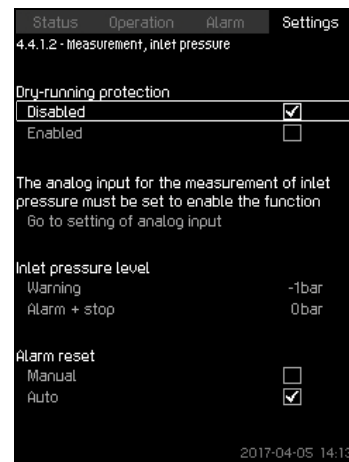 Status Operation Alarm Settings
4.4.1.2 - Measurement, inlet pressure
Dry-running protection
Disabled
Enabled
The analog input for the measurement of inlet
pressure must be set to enable the function
Go to setting of analog input
Inlet pressure level
Warning -1bar
Alarm + stop 0bar
Alarm reset
Manual
Auto
2017-04-05 14:13